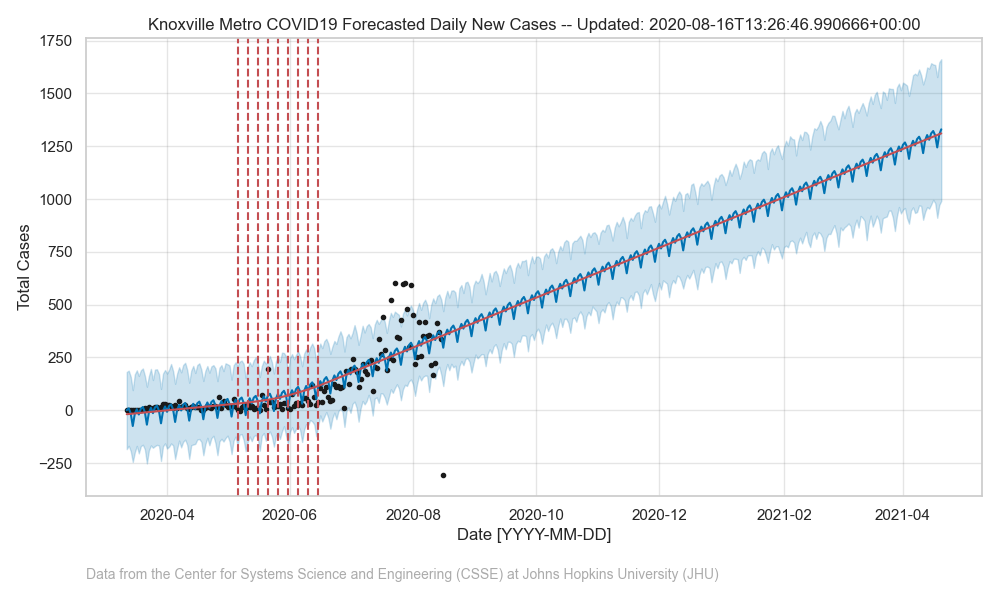 Knoxville Metro COVID19 Forecasted Daily New Cases -- Updated: 2020-08-16T13:26:46.990666+00:00
1750
1500
1250
1000
750
500
250
0
−250
Total Cases
2020-04 2020-06 2020-08 2020-10 2020-12 2021-02 2021-04
Date [YYYY-MM-DD]
Data from the Center for Systems Science and Engineering (CSSE) at Johns Hopkins University (JHU)